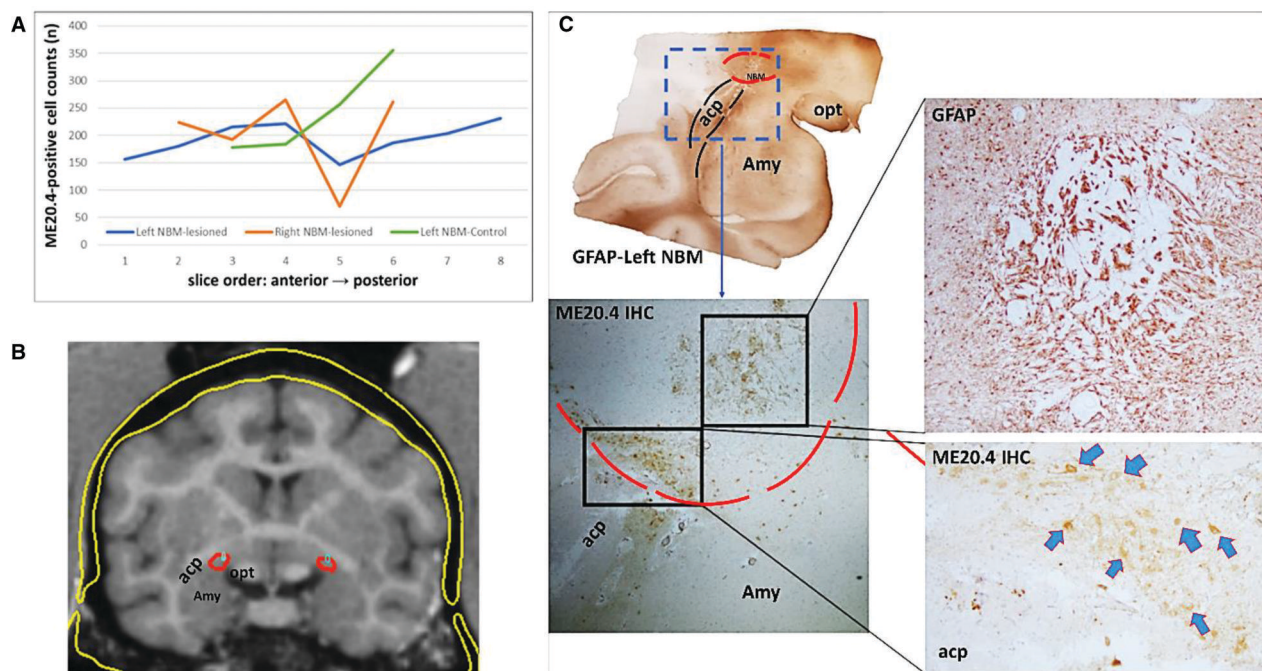 A
ME20.4-positive cell counts (n)
400
350
300
250
200
150
100
50
0
Left NBM-lesioned Right NBM-lesioned Left NBM-Control
1 2 3 4 5 6 7 8
slice order: anterior → posterior
B
acp
opt
Amy
C
NBM
acp
opt
Amy
GFAP-Left NBM
ME20.4 IHC
acp
Amy
GFAP
ME20.4 IHC
acp